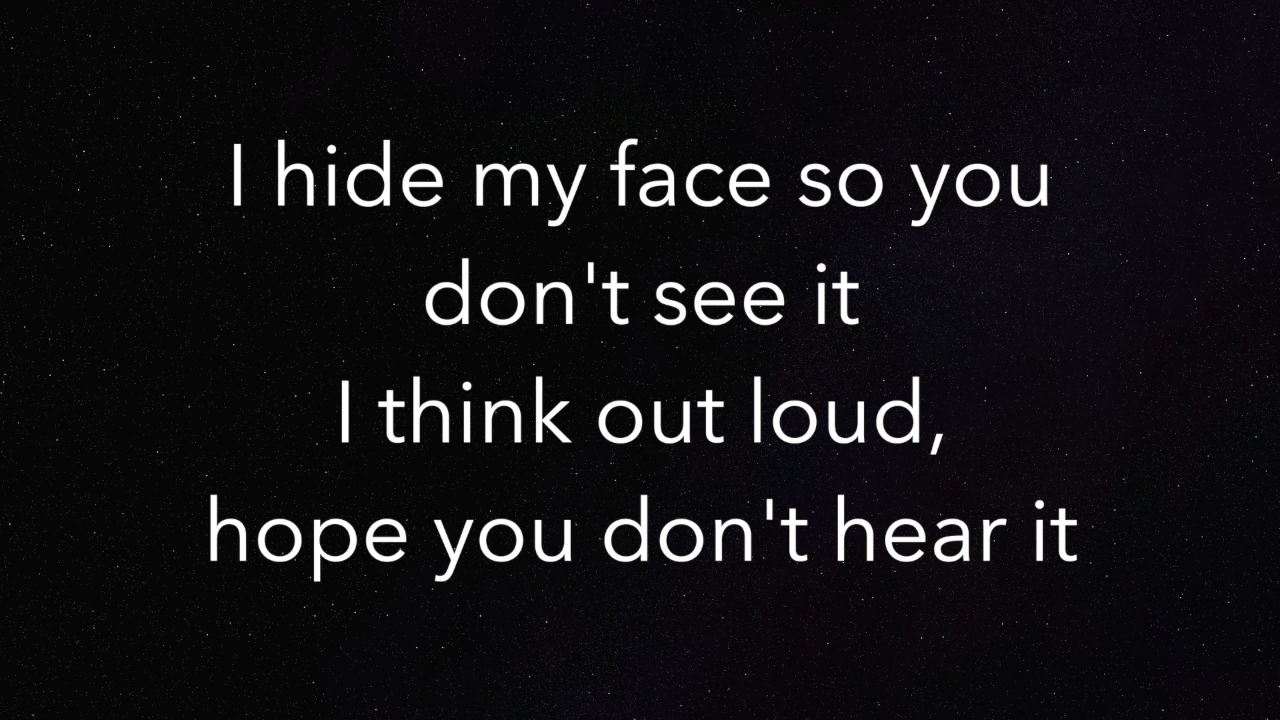 I hide my face so you
don't see it
I think out loud,
hope you don't hear it